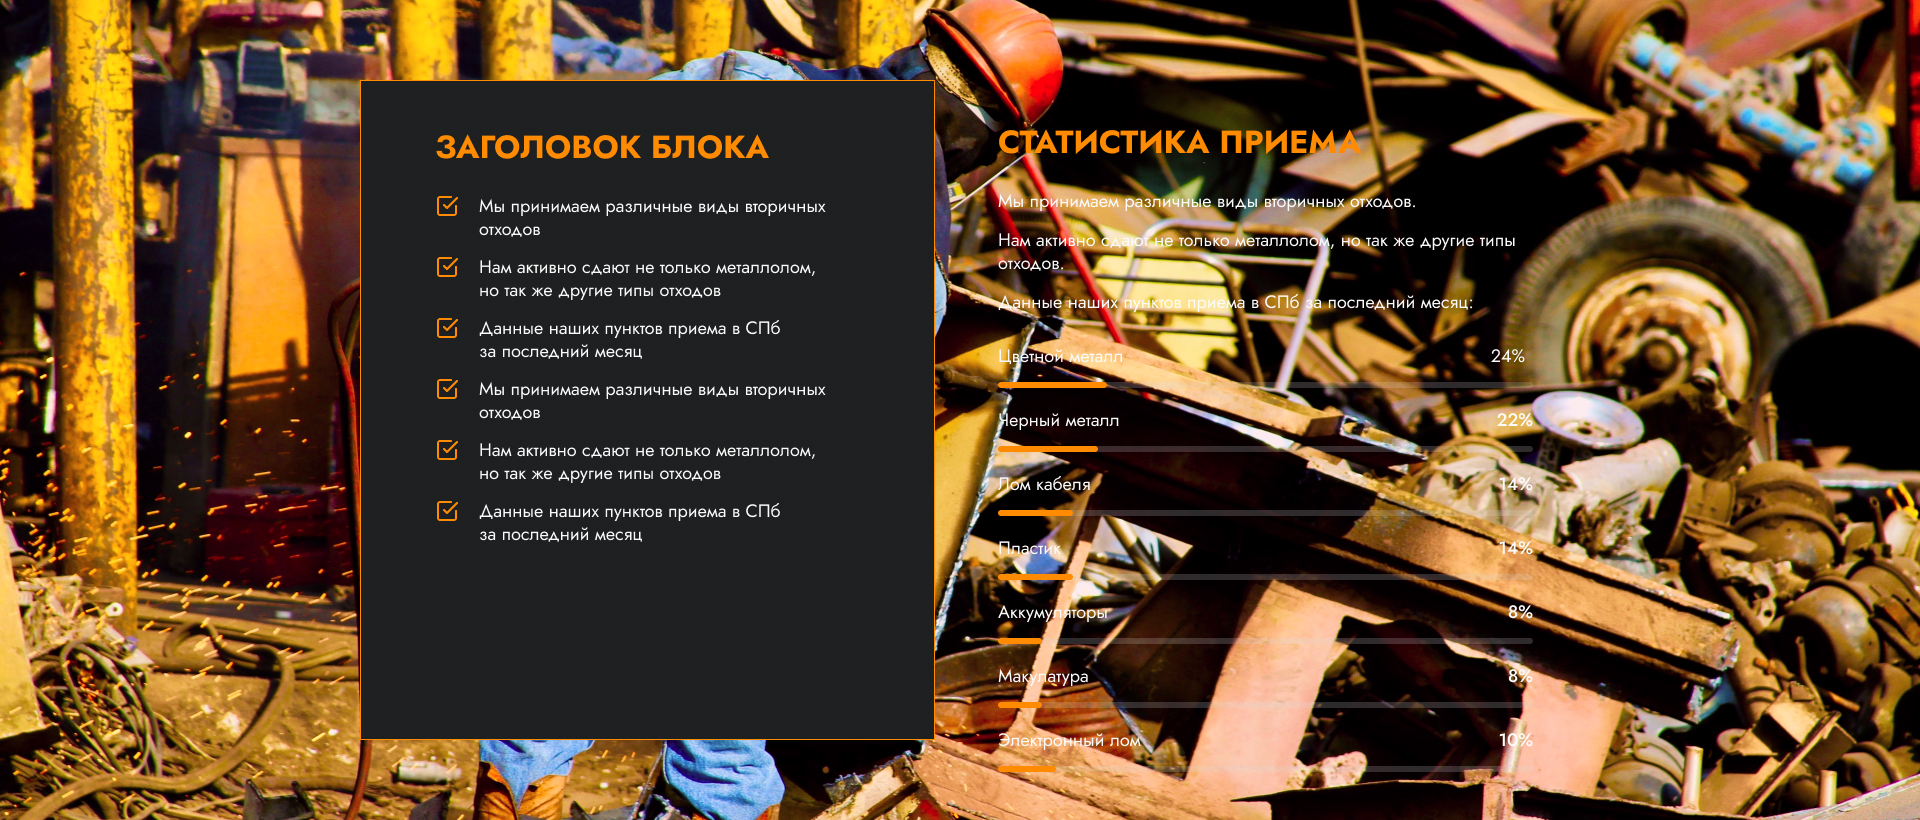 ЗАГОЛОВОК БЛОКА
Мы принимаем различные виды вторичных
отходов
Нам активно сдают не только металлолом,
но так же другие типы отходов
Данные наших пунктов приема в СПб
за последний месяц
Мы принимаем различные виды вторичных
отходов
Нам активно сдают не только металлолом,
но так же другие типы отходов
Данные наших пунктов приема в СПб
за последний месяц
СТАТИСТИКА ПРИЕМА
Мы принимаем различные виды вторичных отходов.
Нам активно сдают не только металлолом, но так же другие типы
отходов.
Данные наших пунктов приема в СПб за последний месяц:
Цветной металл 24%
Черный металл 22%
Лом кабеля 14%
Пластик 14%
Аккумуляторы 8%
Макулатура 8%
Электронный лом 10%